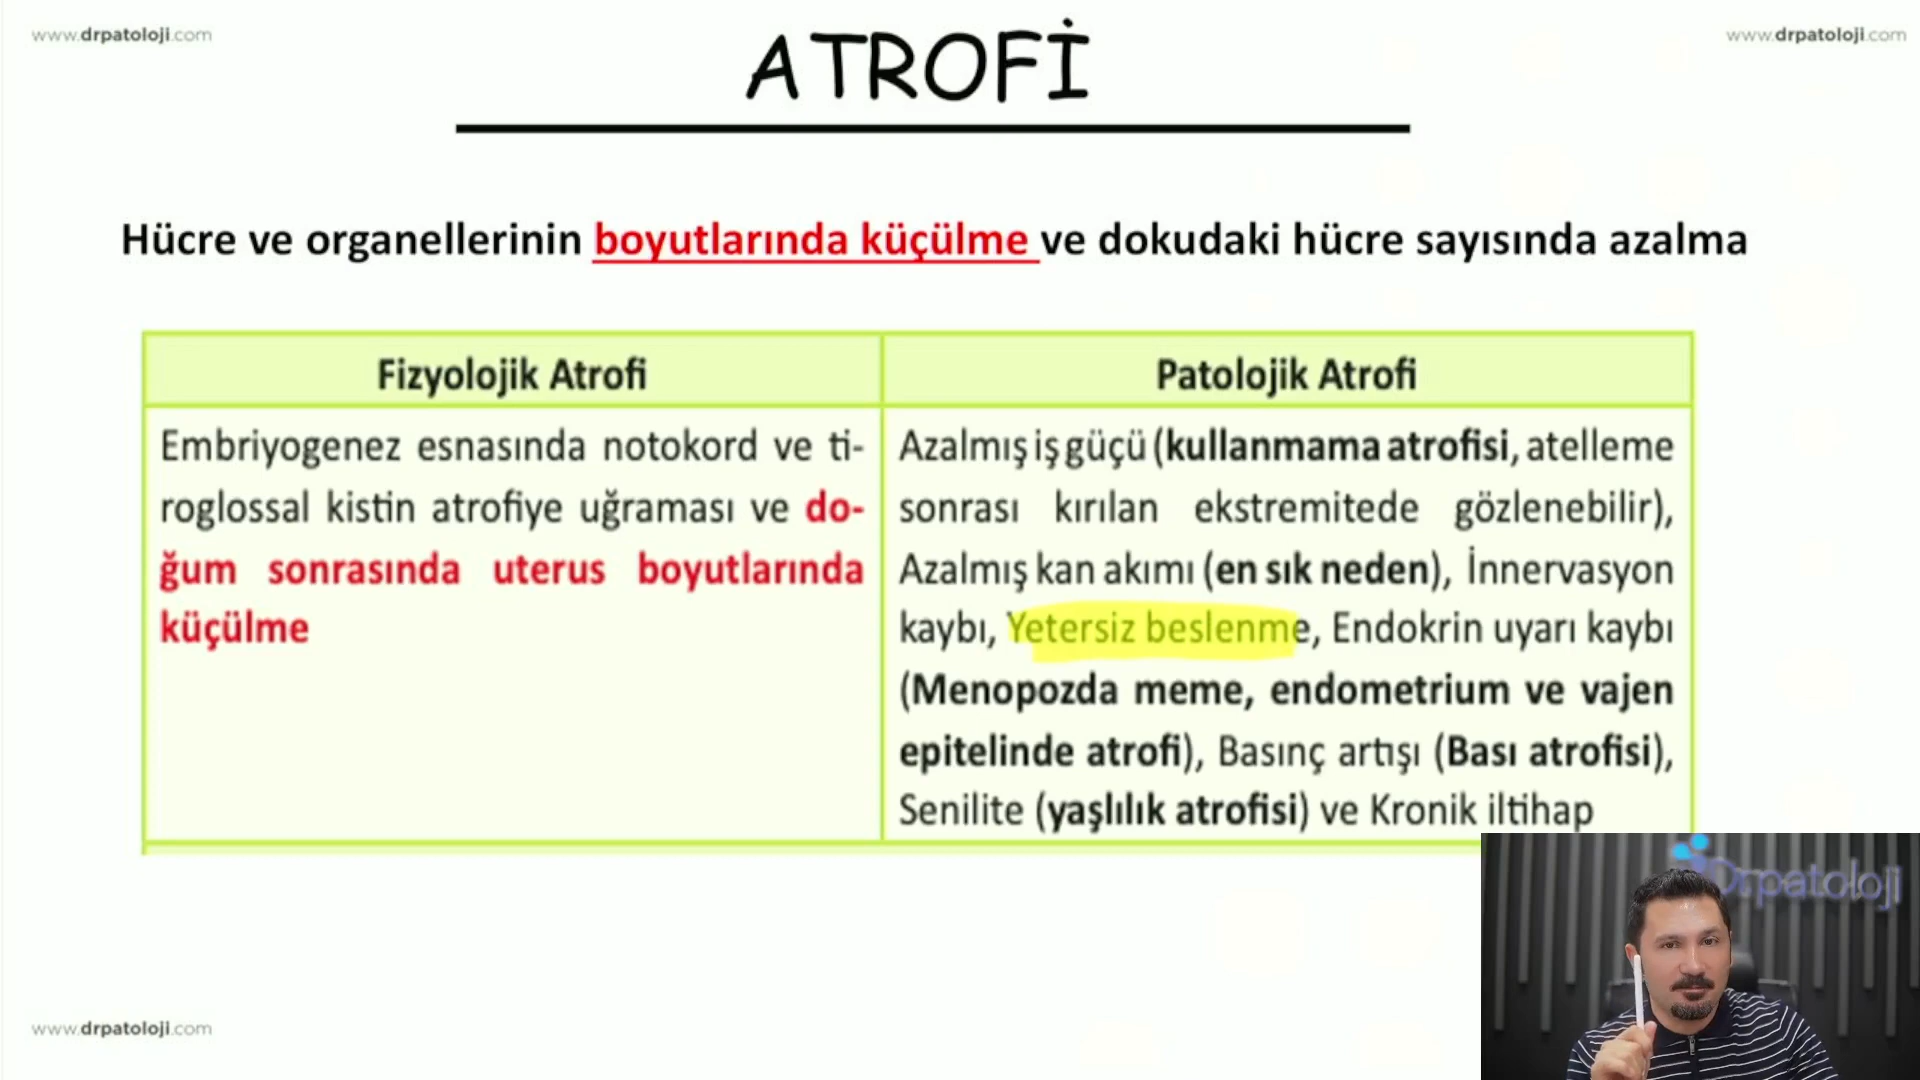 www.drpatoloji.com
www.drpatoloji.com
ATROFİ
Hücre ve organellerinin boyutlarında küçülme ve dokudaki hücre sayısında azalma
Fizyolojik Atrofi
Embriyogenez esnasında notokord ve ti-
roglossal kistin atrofiye uğraması ve do-
ğum sonrasında uterus boyutlarında
küçülme
Patolojik Atrofi
Azalmış iş güçü (kullanmama atrofisi, atelleme
sonrası kırılan ekstremitede gözlenebilir),
Azalmış kan akımı (en sık neden), İnnervasyon
kaybı, Yetersiz beslenme, Endokrin uyarı kaybı
(Menopozda meme, endometrium ve vajen
epitelinde atrofi), Basınç artışı (Bası atrofisi),
Senilite (yaşlılık atrofisi) ve Kronik iltihap
Drpatoloji
www.drpatoloji.com